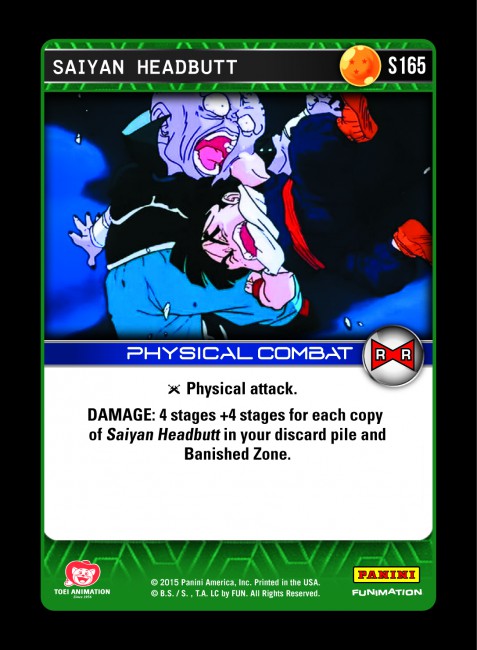 SAIYAN HEADBUTT S165
PHYSICAL COMBAT R R
Physical attack.
DAMAGE: 4 stages +4 stages for each copy
of Saiyan Headbutt in your discard pile and
Banished Zone.
TOEI ANIMATION
Since 1956
© 2015 Panini America, Inc. Printed in the USA.
© B.S. / S. , T.A. LC by FUN. All Rights Reserved.
PANINI
FUNIMATION